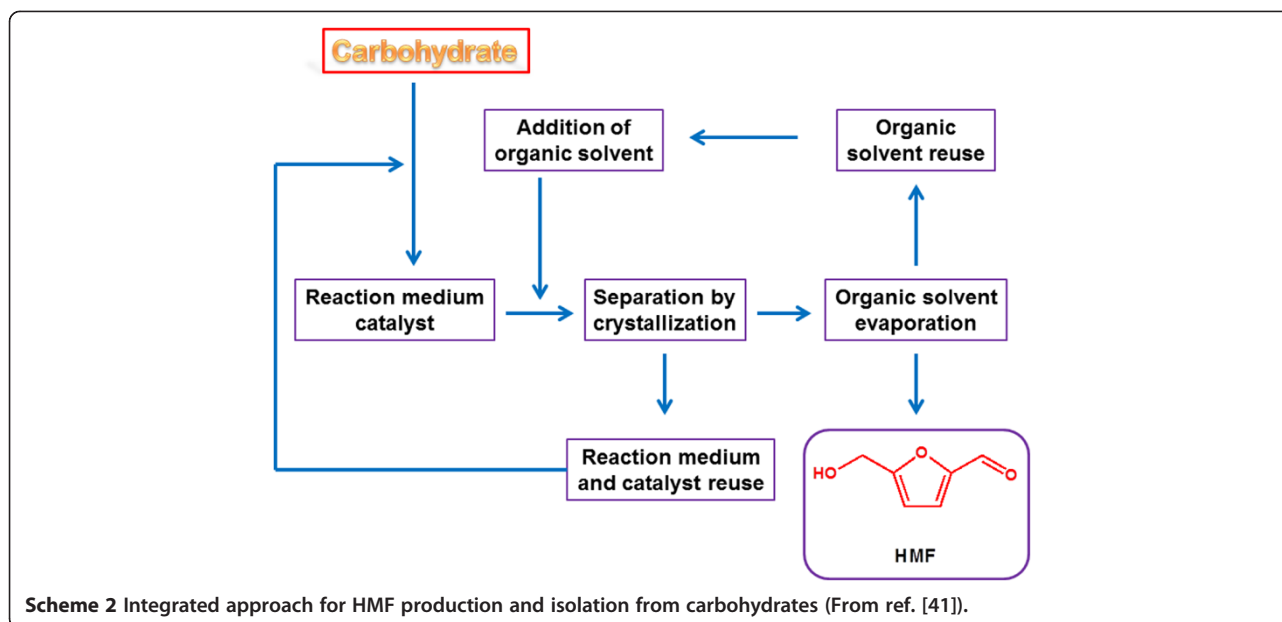 Carbohydrate
Addition of
organic solvent
Organic
solvent reuse
Reaction medium
catalyst
Separation by
crystallization
Organic solvent
evaporation
Reaction medium
and catalyst reuse
HO
O
O
HMF
Scheme 2 Integrated approach for HMF production and isolation from carbohydrates (From ref. [41]).